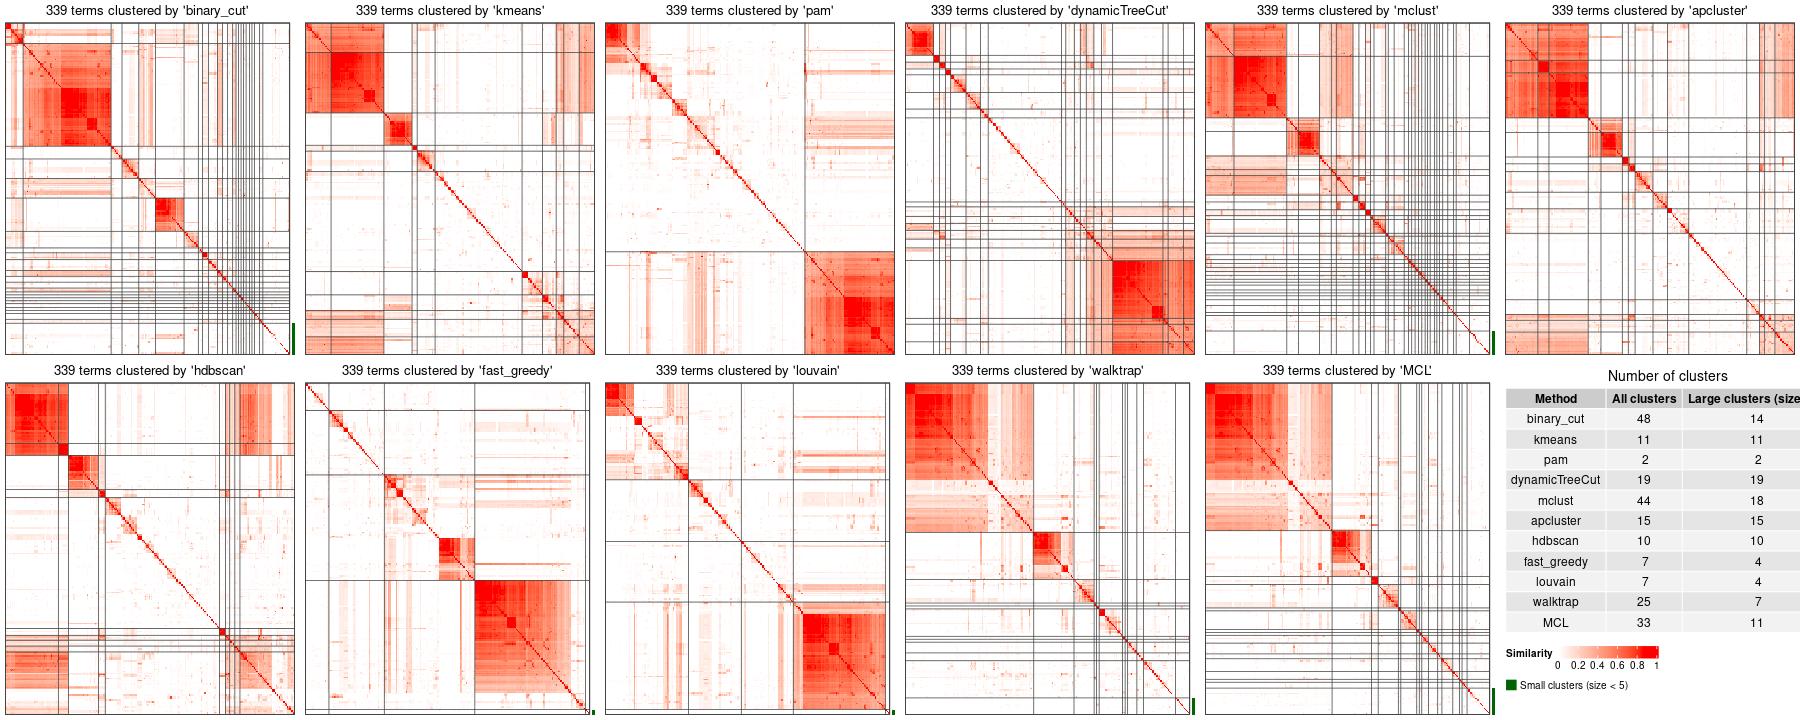 339 terms clustered by 'binary_cut'
339 terms clustered by 'kmeans'
339 terms clustered by 'pam'
339 terms clustered by 'dynamicTreeCut'
339 terms clustered by 'mclust'
339 terms clustered by 'apcluster'
339 terms clustered by 'hdbscan'
339 terms clustered by 'fast_greedy'
339 terms clustered by 'louvain'
339 terms clustered by 'walktrap'
339 terms clustered by 'MCL'
Number of clusters
Method All clusters Large clusters (size
binary_cut 48 14
kmeans 11 11
pam 2 2
dynamicTreeCut 19 19
mclust 44 18
apcluster 15 15
hdbscan 10 10
fast_greedy 7 4
louvain 7 4
walktrap 25 7
MCL 33 11
Similarity
0 0.2 0.4 0.6 0.8 1
Small clusters (size < 5)